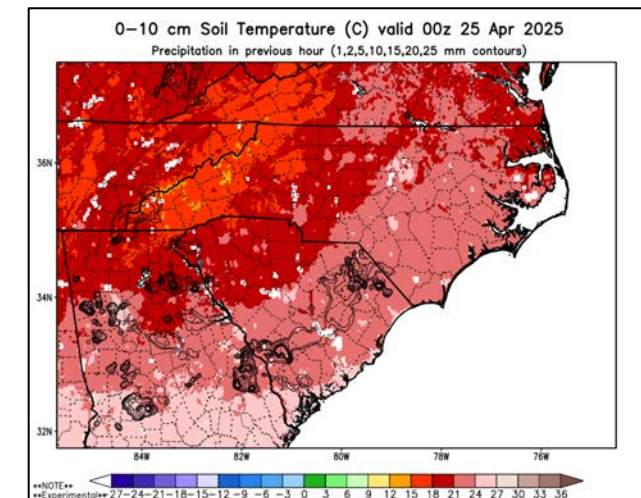 0-10 cm Soil Temperature (C) valid 00z 25 Apr 2025
Precipitation in previous hour (1,2,5,10,15,20,25 mm contours)
36N
34N
32N
84W 82W 80W 78W 76W
**NOTE**
**Experimental**
-27-24-21-18-15-12 -9 -6 -3 0 3 6 9 12 15 18 21 24 27 30 33 36